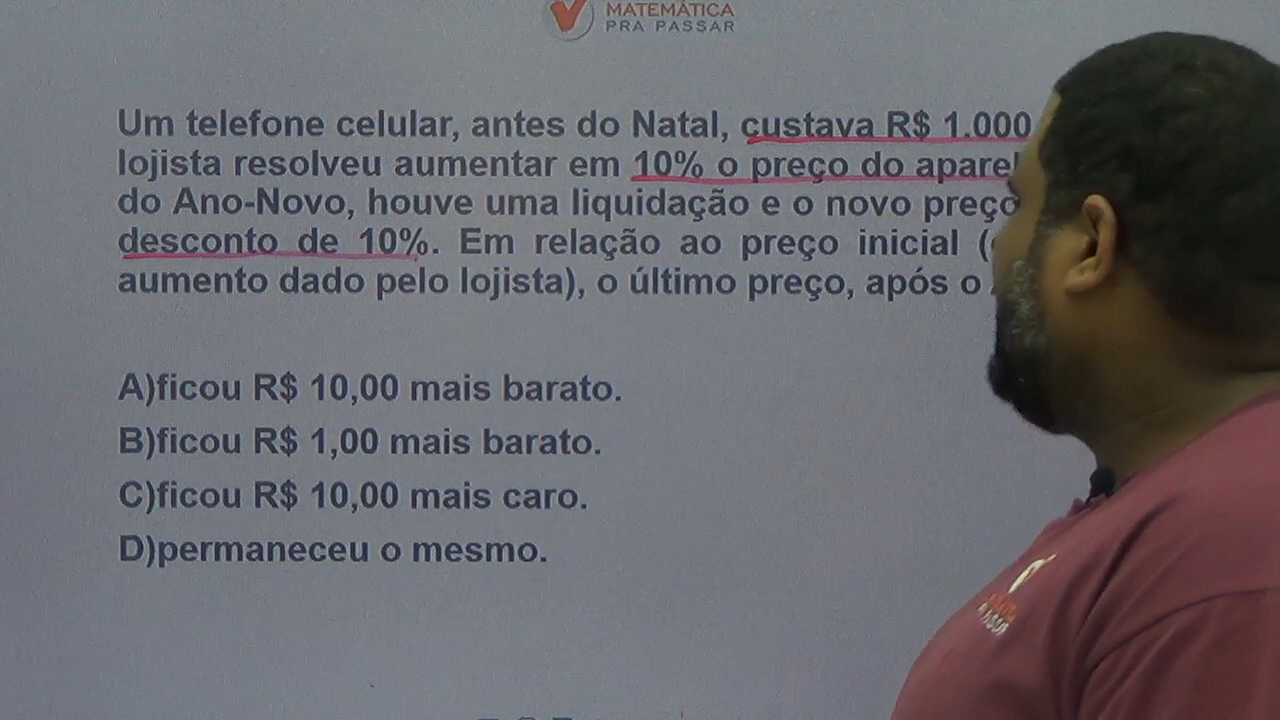 MATEMÁTICA
PRA PASSAR
Um telefone celular, antes do Natal, custava R$ 1.000
lojista resolveu aumentar em 10% o preço do
do Ano-Novo, houve uma liquidação e o novo preço
desconto de 10%. Em relação ao preço inicial
aumento dado pelo lojista), o último preço, após o
A)ficou R$ 10,00 mais barato.
B)ficou R$ 1,00 mais barato.
C)ficou R$ 10,00 mais caro.
D)permaneceu o mesmo.